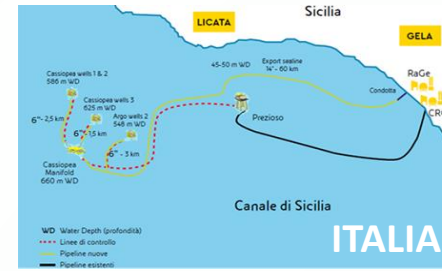 Sicilia
LICATA
GELA
Cassiopea wells 1 & 2
586 m WD
45-50 m WD
Export sealine
14"- 60 km
RaGe
Condotta
Cassiopea wells 3
625 m WD
6"- 2,5 km
Argo wells 2
548 m WD
Prezioso
6"- 1,5 km
6" - 3 km
Cassiopea
Manifold
660 m WD
Canale di Sicilia
WD Water Depth (profondità)
Linee di controllo
Pipeline nuove
Pipeline esistenti
ITALIA